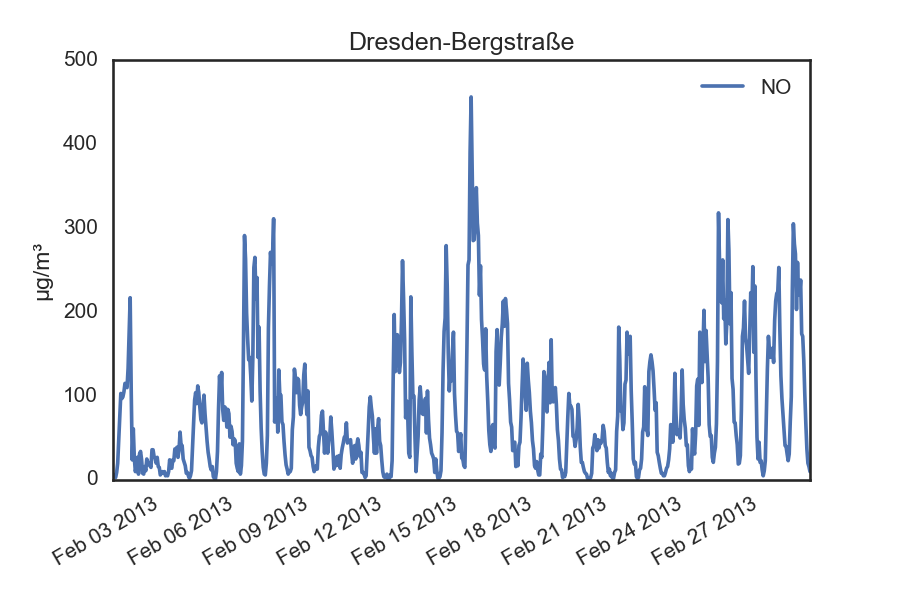 Dresden-Bergstraße
500
400
300
200
100
0
µg/m³
NO
Feb 03 2013
Feb 06 2013
Feb 09 2013
Feb 12 2013
Feb 15 2013
Feb 18 2013
Feb 21 2013
Feb 24 2013
Feb 27 2013